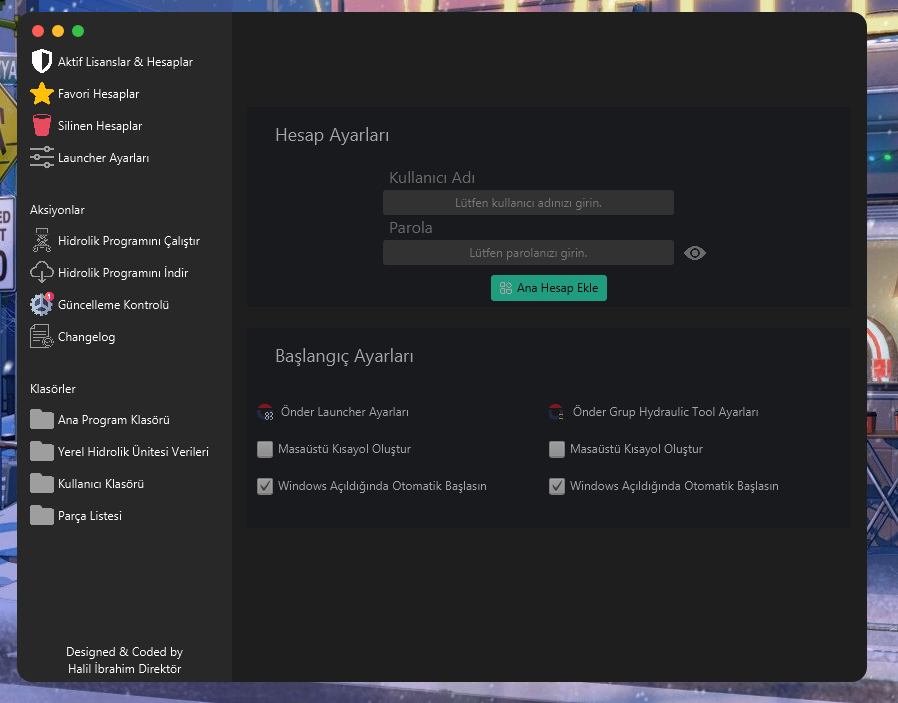 Aktif Lisanslar & Hesaplar
Favori Hesaplar
Silinen Hesaplar
Launcher Ayarları
Aksiyonlar
Hidrolik Programını Çalıştır
Hidrolik Programını İndir
1
Güncelleme Kontrolü
Changelog
Klasörler
Ana Program Klasörü
Yerel Hidrolik Ünitesi Verileri
Kullanıcı Klasörü
Parça Listesi
Designed & Coded by
Halil İbrahim Direktör
Hesap Ayarları
Kullanıcı Adı
Lütfen kullanıcı adınızı girin.
Parola
Lütfen parolanızı girin.
Ana Hesap Ekle
Başlangıç Ayarları
Önder Launcher Ayarları
Masaüstü Kısayol Oluştur
Windows Açıldığında Otomatik Başlasın
Önder Grup Hydraulic Tool Ayarları
Masaüstü Kısayol Oluştur
Windows Açıldığında Otomatik Başlasın